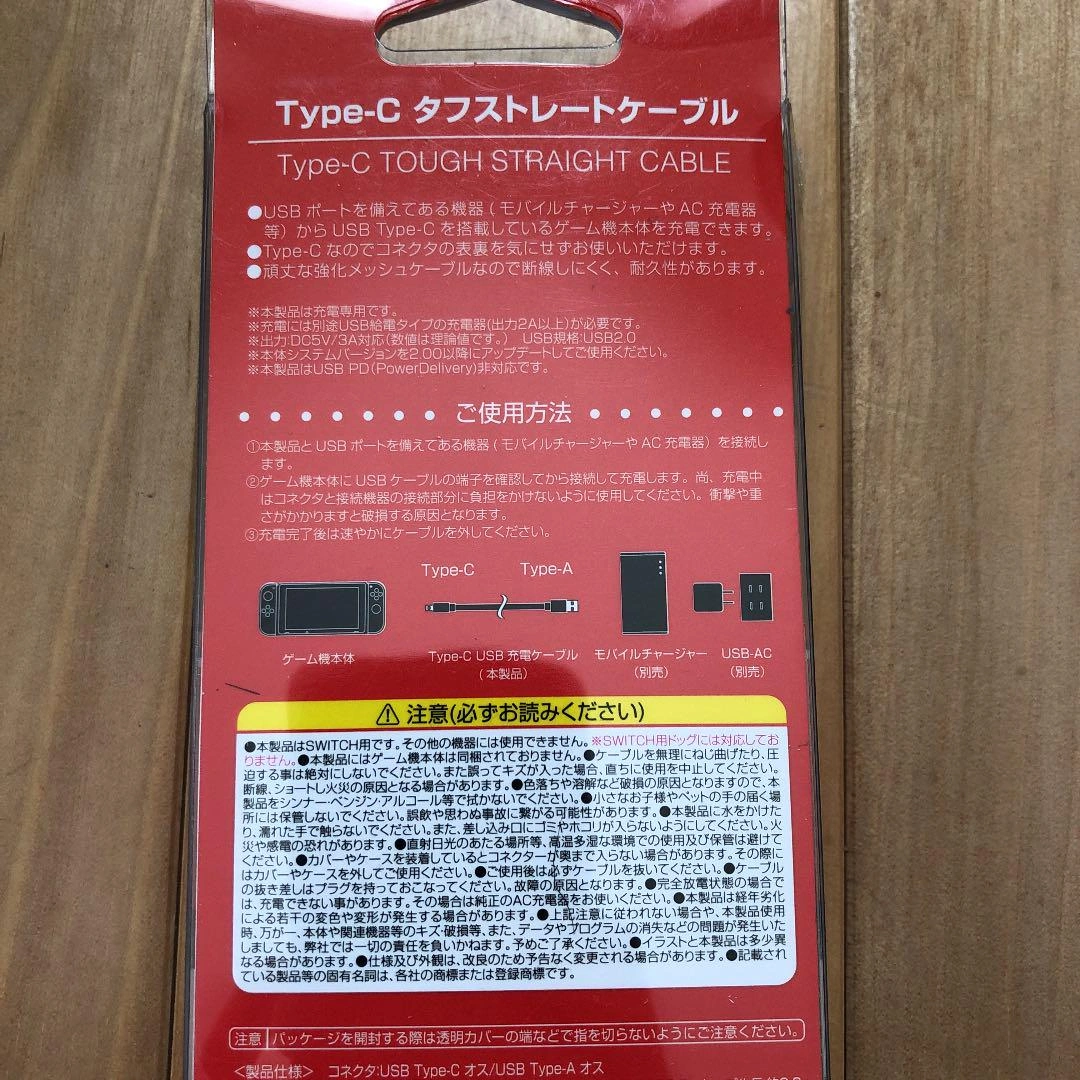 Type-C タフストレートケーブル
Type-C TOUGH STRAIGHT CABLE
●USB ポートを備えてある機器 ( モバイルチャージャーや AC 充電器
等）から USB Type-C を搭載しているゲーム機本体を充電できます。
●Type-C なのでコネクタの表裏を気にせずお使いいただけます。
●頑丈な強化メッシュケーブルなので断線しにくく、耐久性があります。
※本製品は充電専用です。
※充電には別途USB給電タイプの充電器(出力2A以上)が必要です。
※出力:DC5V/3A対応(数値は理論値です。) USB規格:USB2.0
※本体システムバージョンを2.00以降にアップデートしてご使用ください。
※本製品はUSB PD(PowerDelivery)非対応です。
ご使用方法
①本製品と USB ポートを備えてある機器 ( モバイルチャージャーや AC 充電器）を接続し
ます。
②ゲーム機本体に USB ケーブルの端子を確認してから接続して充電します。尚、充電中
はコネクタと接続機器の接続部分に負担をかけないように使用してください。衝撃や重
さがかかりますと破損する原因となります。
③充電完了後は速やかにケーブルを外してください。
Type-C Type-A
ゲーム機本体 Type-C USB 充電ケーブル モバイルチャージャー USB-AC
(本製品) (別売) (別売)
⚠ 注意(必ずお読みください)
●本製品はSWITCH用です。その他の機器には使用できません。※SWITCH用ドッグには対応してお
りません。●本製品にはゲーム機本体は同梱されておりません。●ケーブルを無理にねじ曲げたり、圧
迫する事は絶対にしないでください。また誤ってキズが入った場合、直ちに使用を中止してください。
断線、ショートし火災の原因となる場合があります。●色落ちや溶解など破損の原因となりますので、本
製品をシンナー・ベンジン・アルコール等で拭かないでください。●小さなお子様やペットの手の届く場
所には保管しないでください。誤飲や思わぬ事故に繋がる可能性があります。●本製品に水をかけた
り、濡れた手で触らないでください。また、差し込み口にゴミやホコリが入らないようにしてください。火
災や感電の恐れがあります。●直射日光のあたる場所等、高温多湿な環境での使用及び保管は避けて
ください。●カバーやケースを装着しているとコネクターが奥まで入らない場合があります。その際に
はカバーやケースを外してご使用ください。●ご使用後は必ずケーブルを抜いてください。●ケーブル
の抜き差しはプラグを持っておこなってください。故障の原因となります。●完全放電状態の場合で
は、充電できない事があります。その場合は純正のAC充電器をお使いください。●本製品は経年劣化
による若干の変色や変形が発生する場合があります。●上記注意に従われない場合や、本製品使用
時、万が一、本体や関連機器等のキズ・破損等、また、データやプログラムの消失などの問題が発生いた
しましても、弊社では一切の責任を負いかねます。予めご了承ください。●イラストと本製品は多少異
なる場合があります。●仕様及び外観は、改良のため予告なく変更される場合があります。●記載され
ている製品等の固有名詞は、各社の商標または登録商標です。
注意 パッケージを開封する際は透明カバーの端などで指を切らないようにご注意ください。
<製品仕様> コネクタ:USB Type-C オス/USB Type-A オス